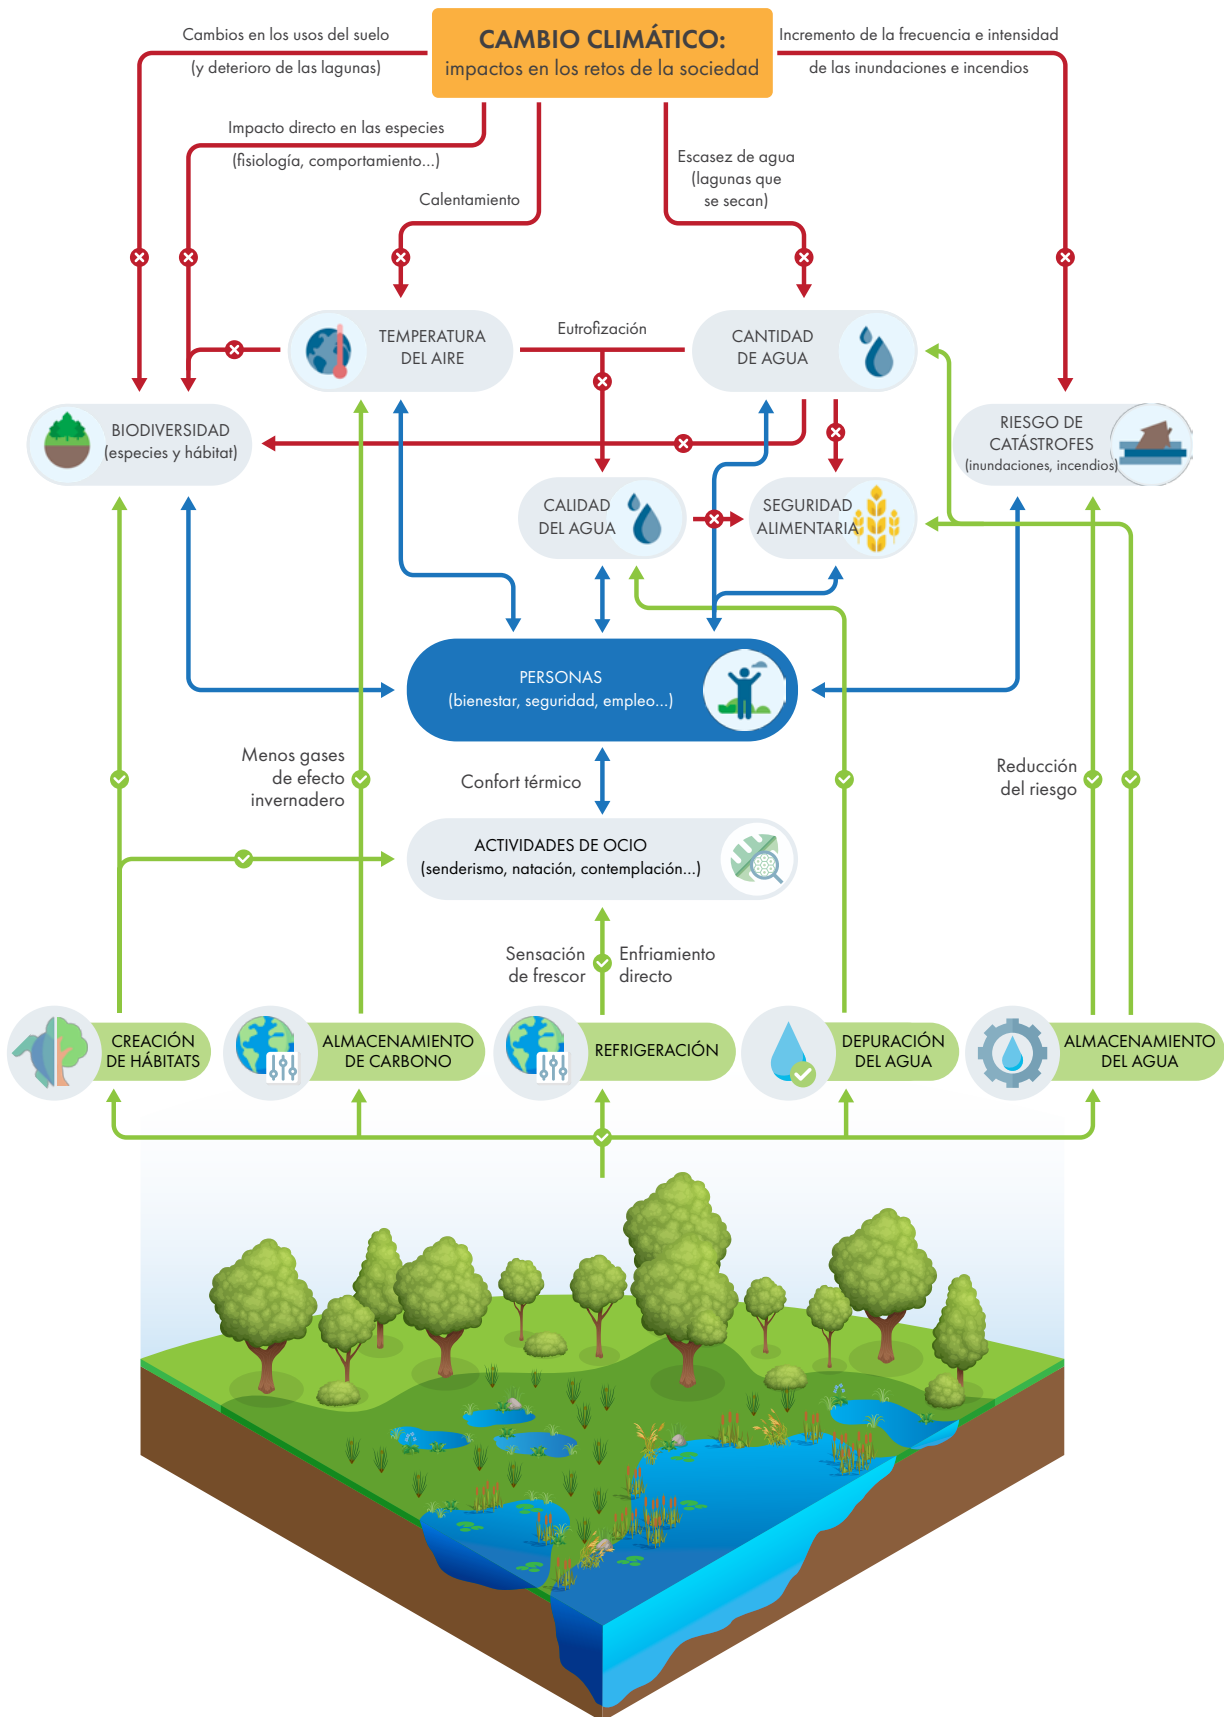 CAMBIO CLIMÁTICO:
impactos en los retos de la sociedad
Cambios en los usos del suelo
(y deterioro de las lagunas)
Incremento de la frecuencia e intensidad
de las inundaciones e incendios
Impacto directo en las especies
(fisiología, comportamiento...)
Calentamiento
Escasez de agua
(lagunas que
se secan)
TEMPERATURA
DEL AIRE
Eutrofización
CANTIDAD
DE AGUA
BIODIVERSIDAD
(especies y hábitat)
RIESGO DE
CATÁSTROFES
(inundaciones, incendios)
CALIDAD
DEL AGUA
SEGURIDAD
ALIMENTARIA
PERSONAS
(bienestar, seguridad, empleo...)
Menos gases
de efecto
invernadero
Confort térmico
Reducción
del riesgo
ACTIVIDADES DE OCIO
(senderismo, natación, contemplación...)
Sensación
de frescor
Enfriamiento
directo
CREACIÓN
DE HÁBITATS
ALMACENAMIENTO
DE CARBONO
REFRIGERACIÓN
DEPURACIÓN
DEL AGUA
ALMACENAMIENTO
DEL AGUA